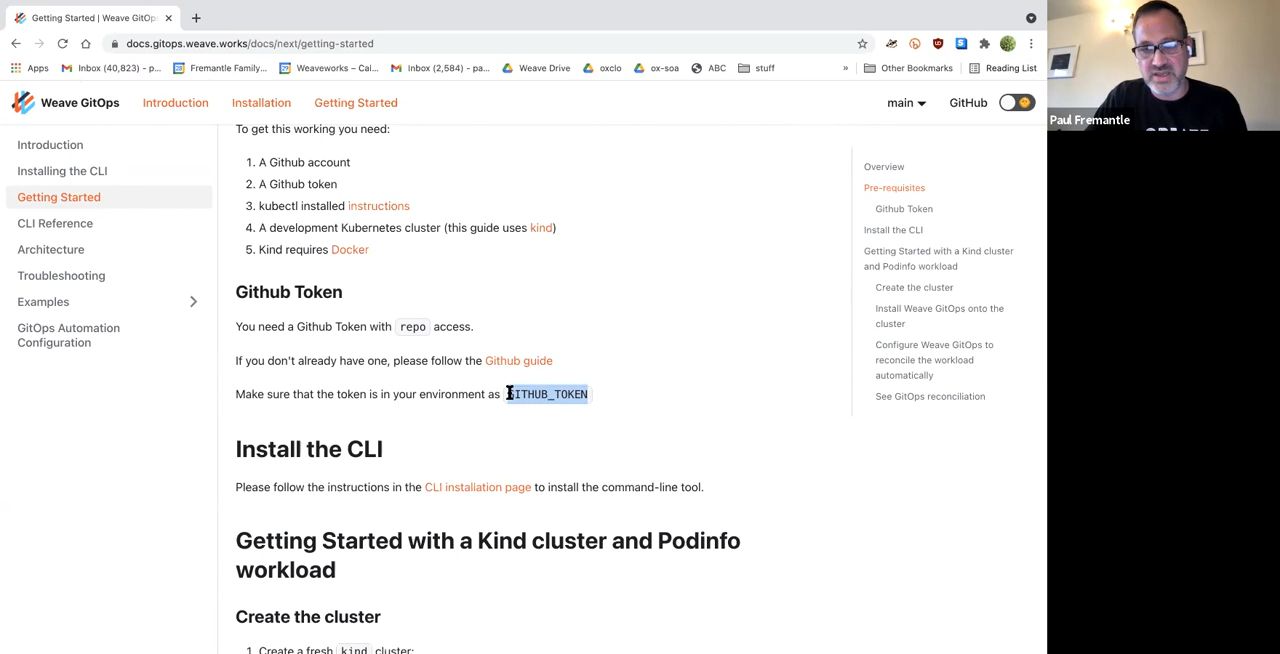 Getting Started | Weave GitOps
docs.gitops.weave.works/docs/next/getting-started
Apps
Inbox (40,823) – p...
Fremantle Family...
Weaveworks – Cal...
Inbox (2,584) – pa...
Weave Drive
oxclo
ox-soa
ABC
stuff
»
Other Bookmarks
Reading List
Weave GitOps
Introduction
Installation
Getting Started
main
GitHub
Paul Fremantle
Introduction
Installing the CLI
Getting Started
CLI Reference
Architecture
Troubleshooting
Examples
GitOps Automation
Configuration
To get this working you need:
1. A Github account
2. A Github token
3. kubectl installed instructions
4. A development Kubernetes cluster (this guide uses kind)
5. Kind requires Docker
Github Token
You need a Github Token with repo access.
If you don't already have one, please follow the Github guide
Make sure that the token is in your environment as GITHUB_TOKEN
Install the CLI
Please follow the instructions in the CLI installation page to install the command-line tool.
Getting Started with a Kind cluster and Podinfo
workload
Create the cluster
1. Create a fresh kind cluster:
Overview
Pre-requisites
Github Token
Install the CLI
Getting Started with a Kind cluster
and Podinfo workload
Create the cluster
Install Weave GitOps onto the
cluster
Configure Weave GitOps to
reconcile the workload
automatically
See GitOps reconciliation